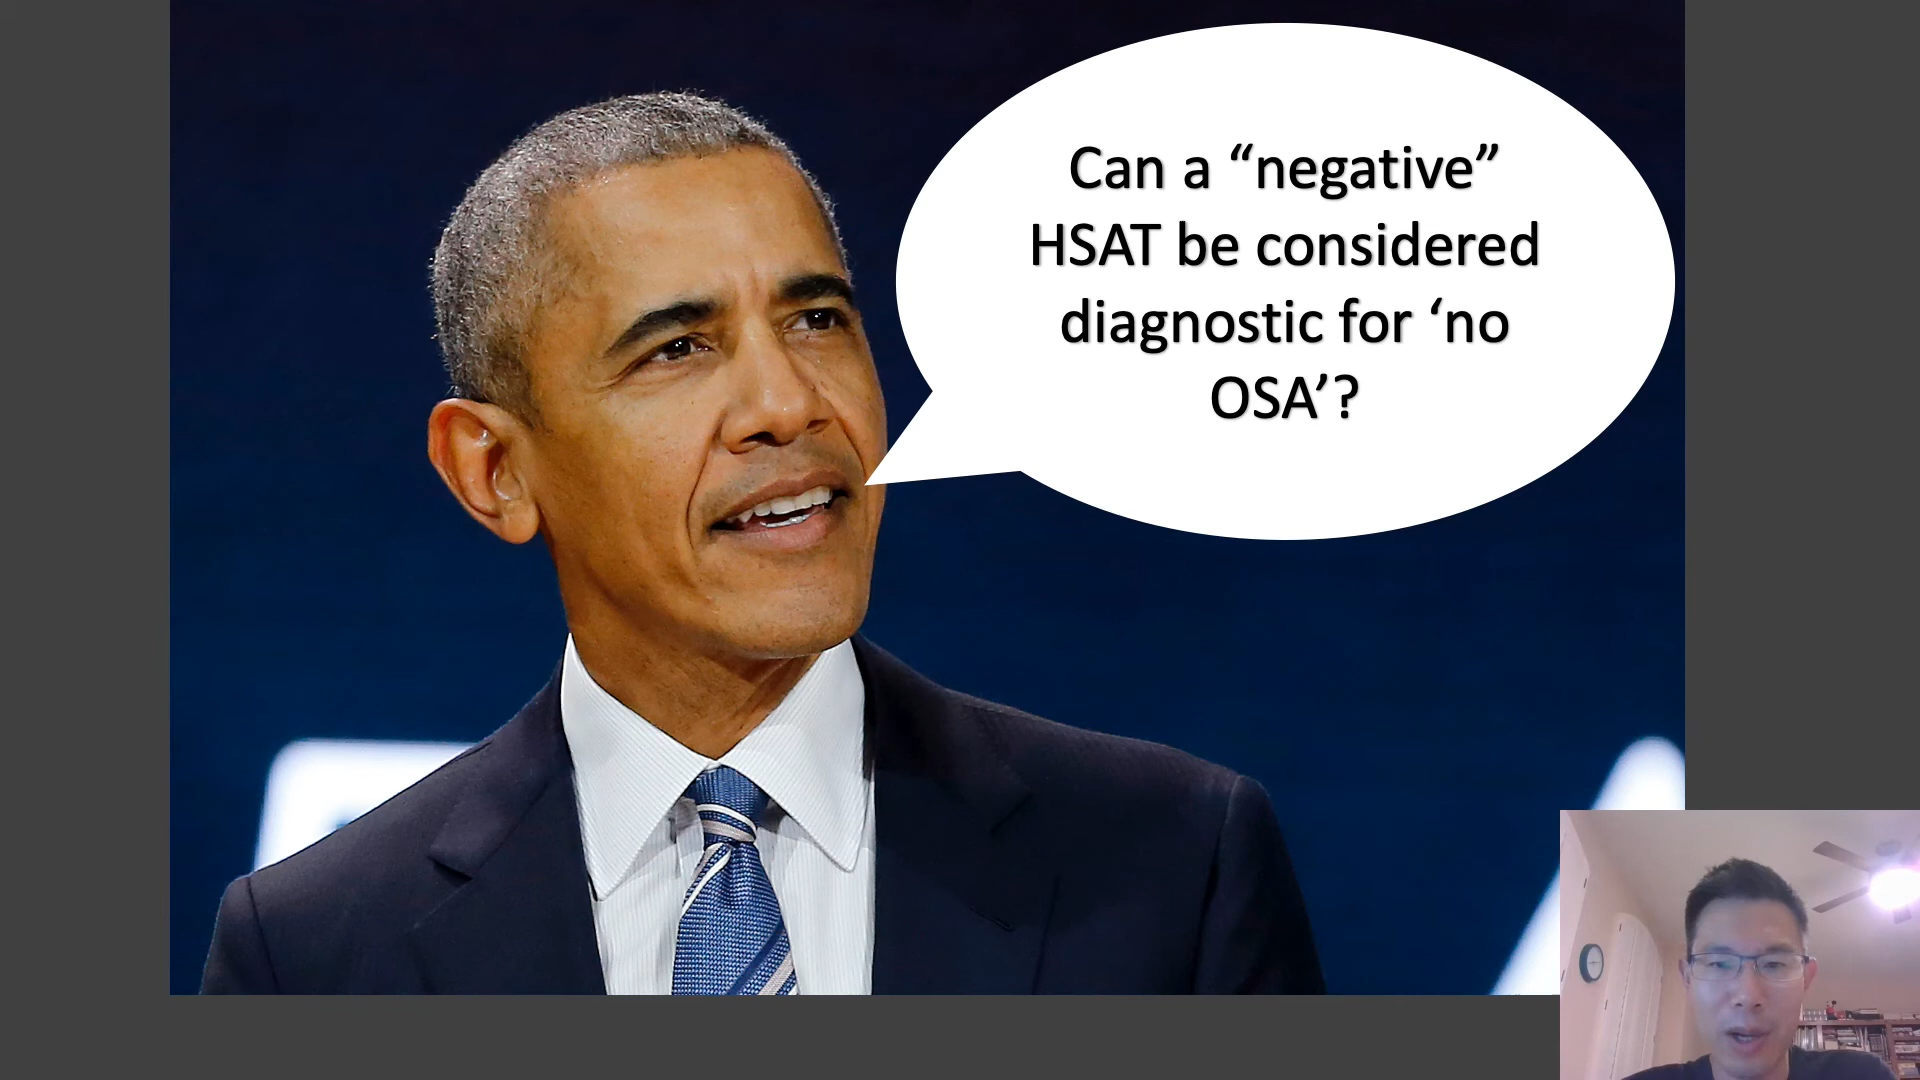 Can a “negative”
HSAT be considered
diagnostic for ‘no
OSA’?